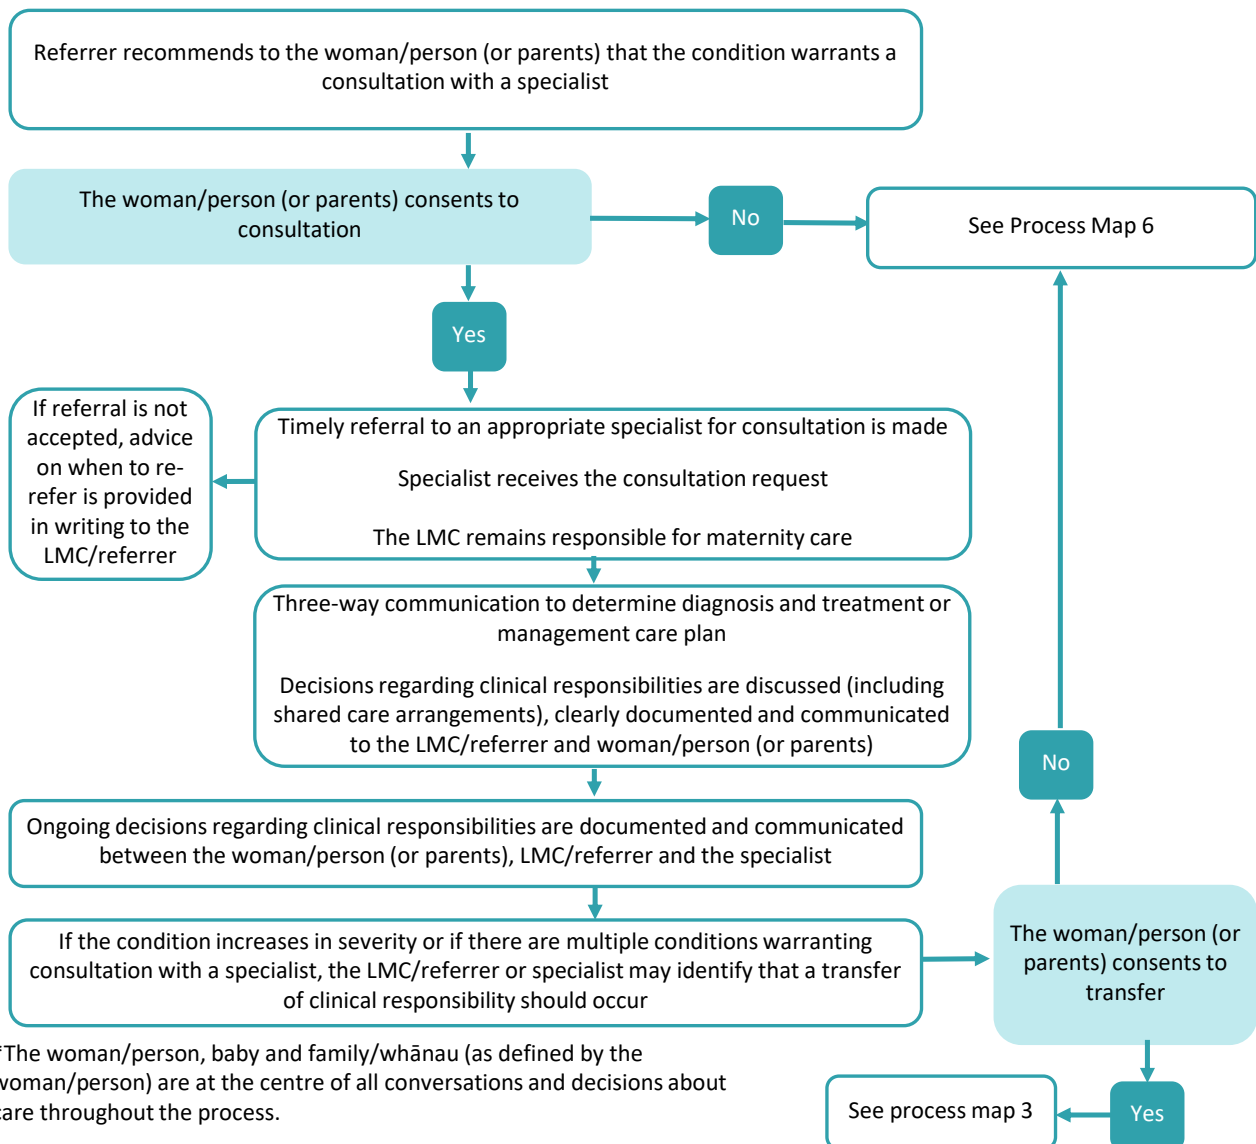 Referrer recommends to the woman/person (or parents) that the condition warrants a
consultation with a specialist
The woman/person (or parents) consents to
consultation
No
See Process Map 6
Yes
If referral is not
accepted, advice
on when to re-
refer is provided
in writing to the
LMC/referrer
Timely referral to an appropriate specialist for consultation is made
Specialist receives the consultation request
The LMC remains responsible for maternity care
Three-way communication to determine diagnosis and treatment or
management care plan
Decisions regarding clinical responsibilities are discussed (including
shared care arrangements), clearly documented and communicated
to the LMC/referrer and woman/person (or parents)
No
Ongoing decisions regarding clinical responsibilities are documented and communicated
between the woman/person (or parents), LMC/referrer and the specialist
If the condition increases in severity or if there are multiple conditions warranting
consultation with a specialist, the LMC/referrer or specialist may identify that a transfer
of clinical responsibility should occur
The woman/person (or
parents) consents to
transfer
*The woman/person, baby and family/whānau (as defined by the
woman/person) are at the centre of all conversations and decisions about
care throughout the process.
See process map 3
Yes